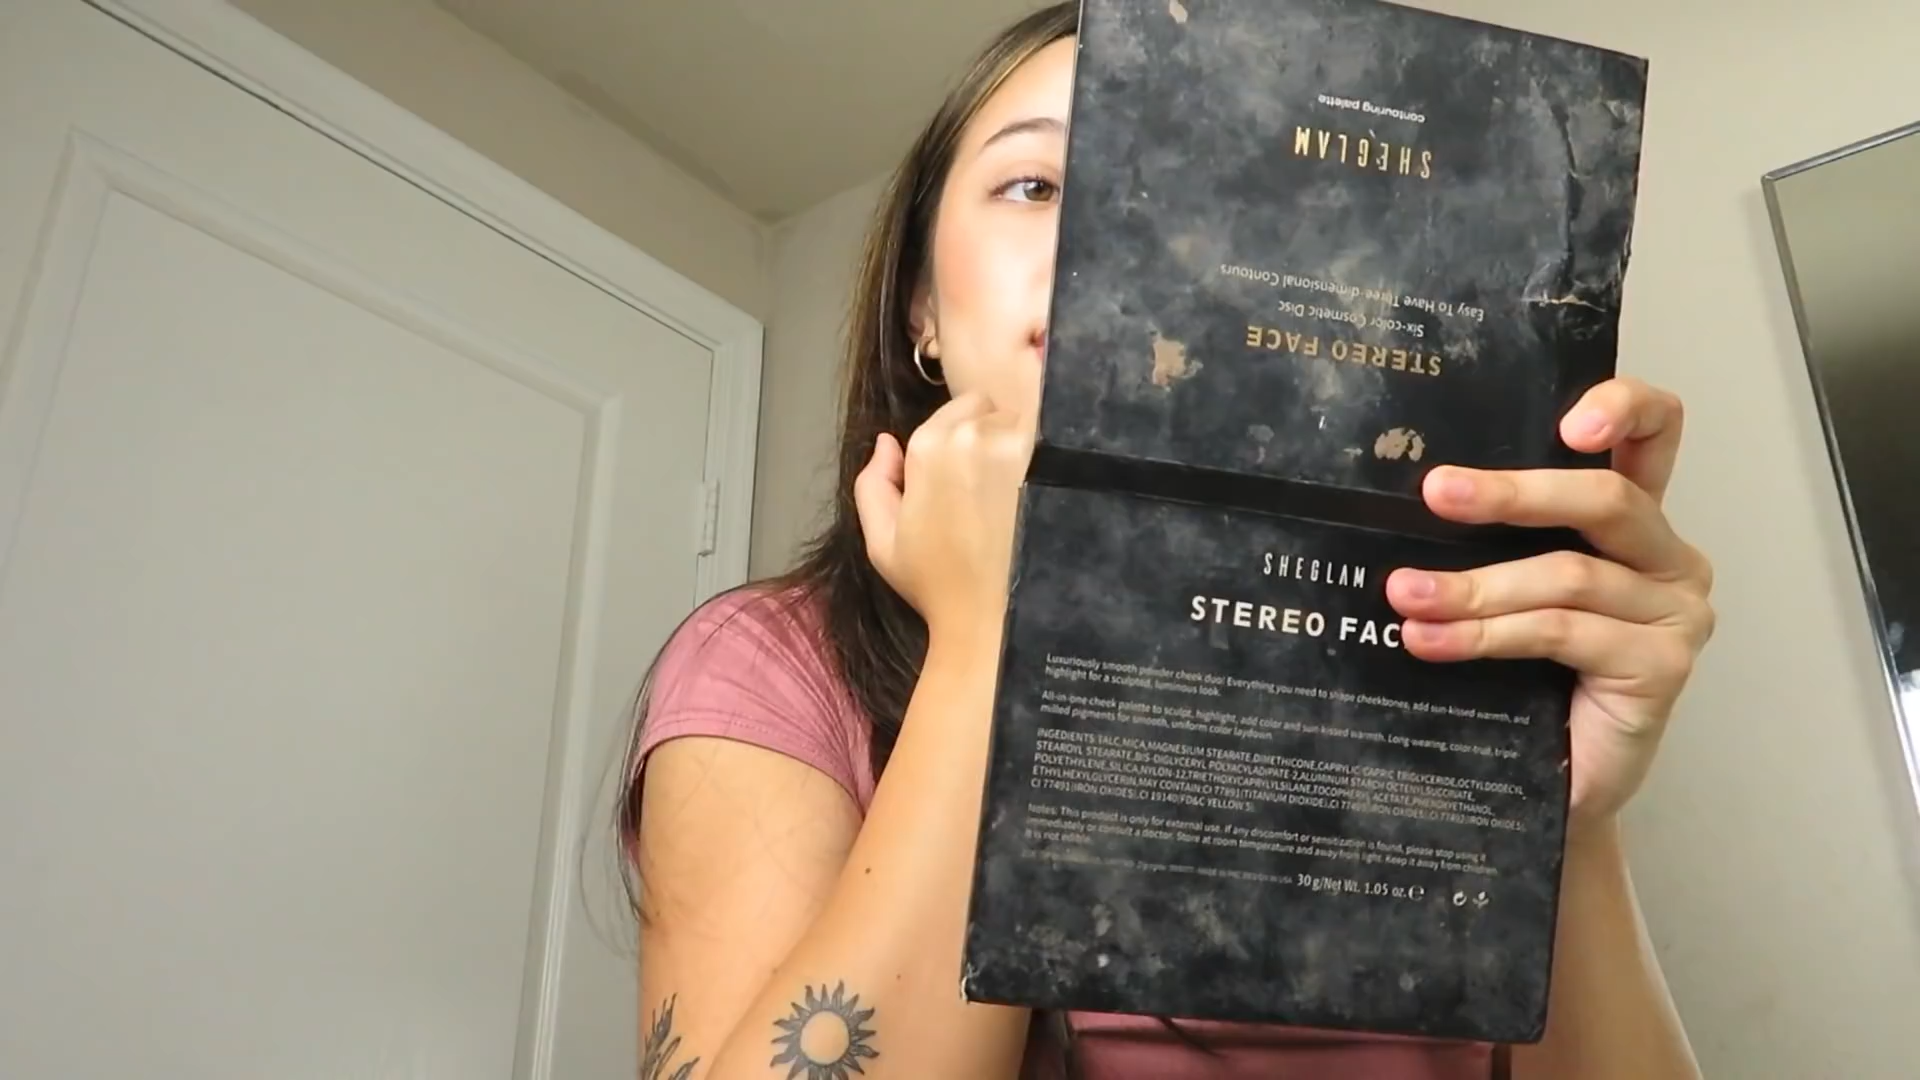 contouring palette
SHEGLAM
Easy To Have Three-dimensional Contours
Six-color Cosmetic Disc
STEREO FACE
SHEGLAM
STEREO FAC
Luxuriously smooth powder cheek duo! Everything you need to shape cheekbones, add sun-kissed warmth, and
highlight for a sculpted, luminous look.
All-in-one cheek palette to sculpt, highlight, add color and sun-kissed warmth. Long-wearing, color-true, triple-
milled pigments for smooth, uniform color laydown.
INGEDIENTS: TALC,MICA,MAGNESIUM STEARATE,DIMETHICONE,CAPRYLIC CAPRIC TRIGLYCERIDE,OCTYLDODECYL
STEAROYL STEARATE,BIS-DIGLYCERYL POLYACYLADIPATE-2,ALUMINUM STARCH OCTENYLSUCCINATE,
POLYETHYLENE,SILICA,NYLON-12,TRIETHOXYCAPRYLYLSILANE,TOCOPHERYL ACETATE,PHENOXYETHANOL,
ETHYLHEXYLGLYCERIN,MAY CONTAIN:CI 77891(TITANIUM DIOXIDE),CI 77499(IRON OXIDES),CI 77492(IRON OXIDES),
CI 77491(IRON OXIDES),CI 19140(FD&C YELLOW 5)
Notes: This product is only for external use. If any discomfort or sensitization is found, please stop using it
immediately or consult a doctor. Store at room temperature and away from light. Keep it away from children
It is not edible.
30g/Net Wt. 1.05 oz. e